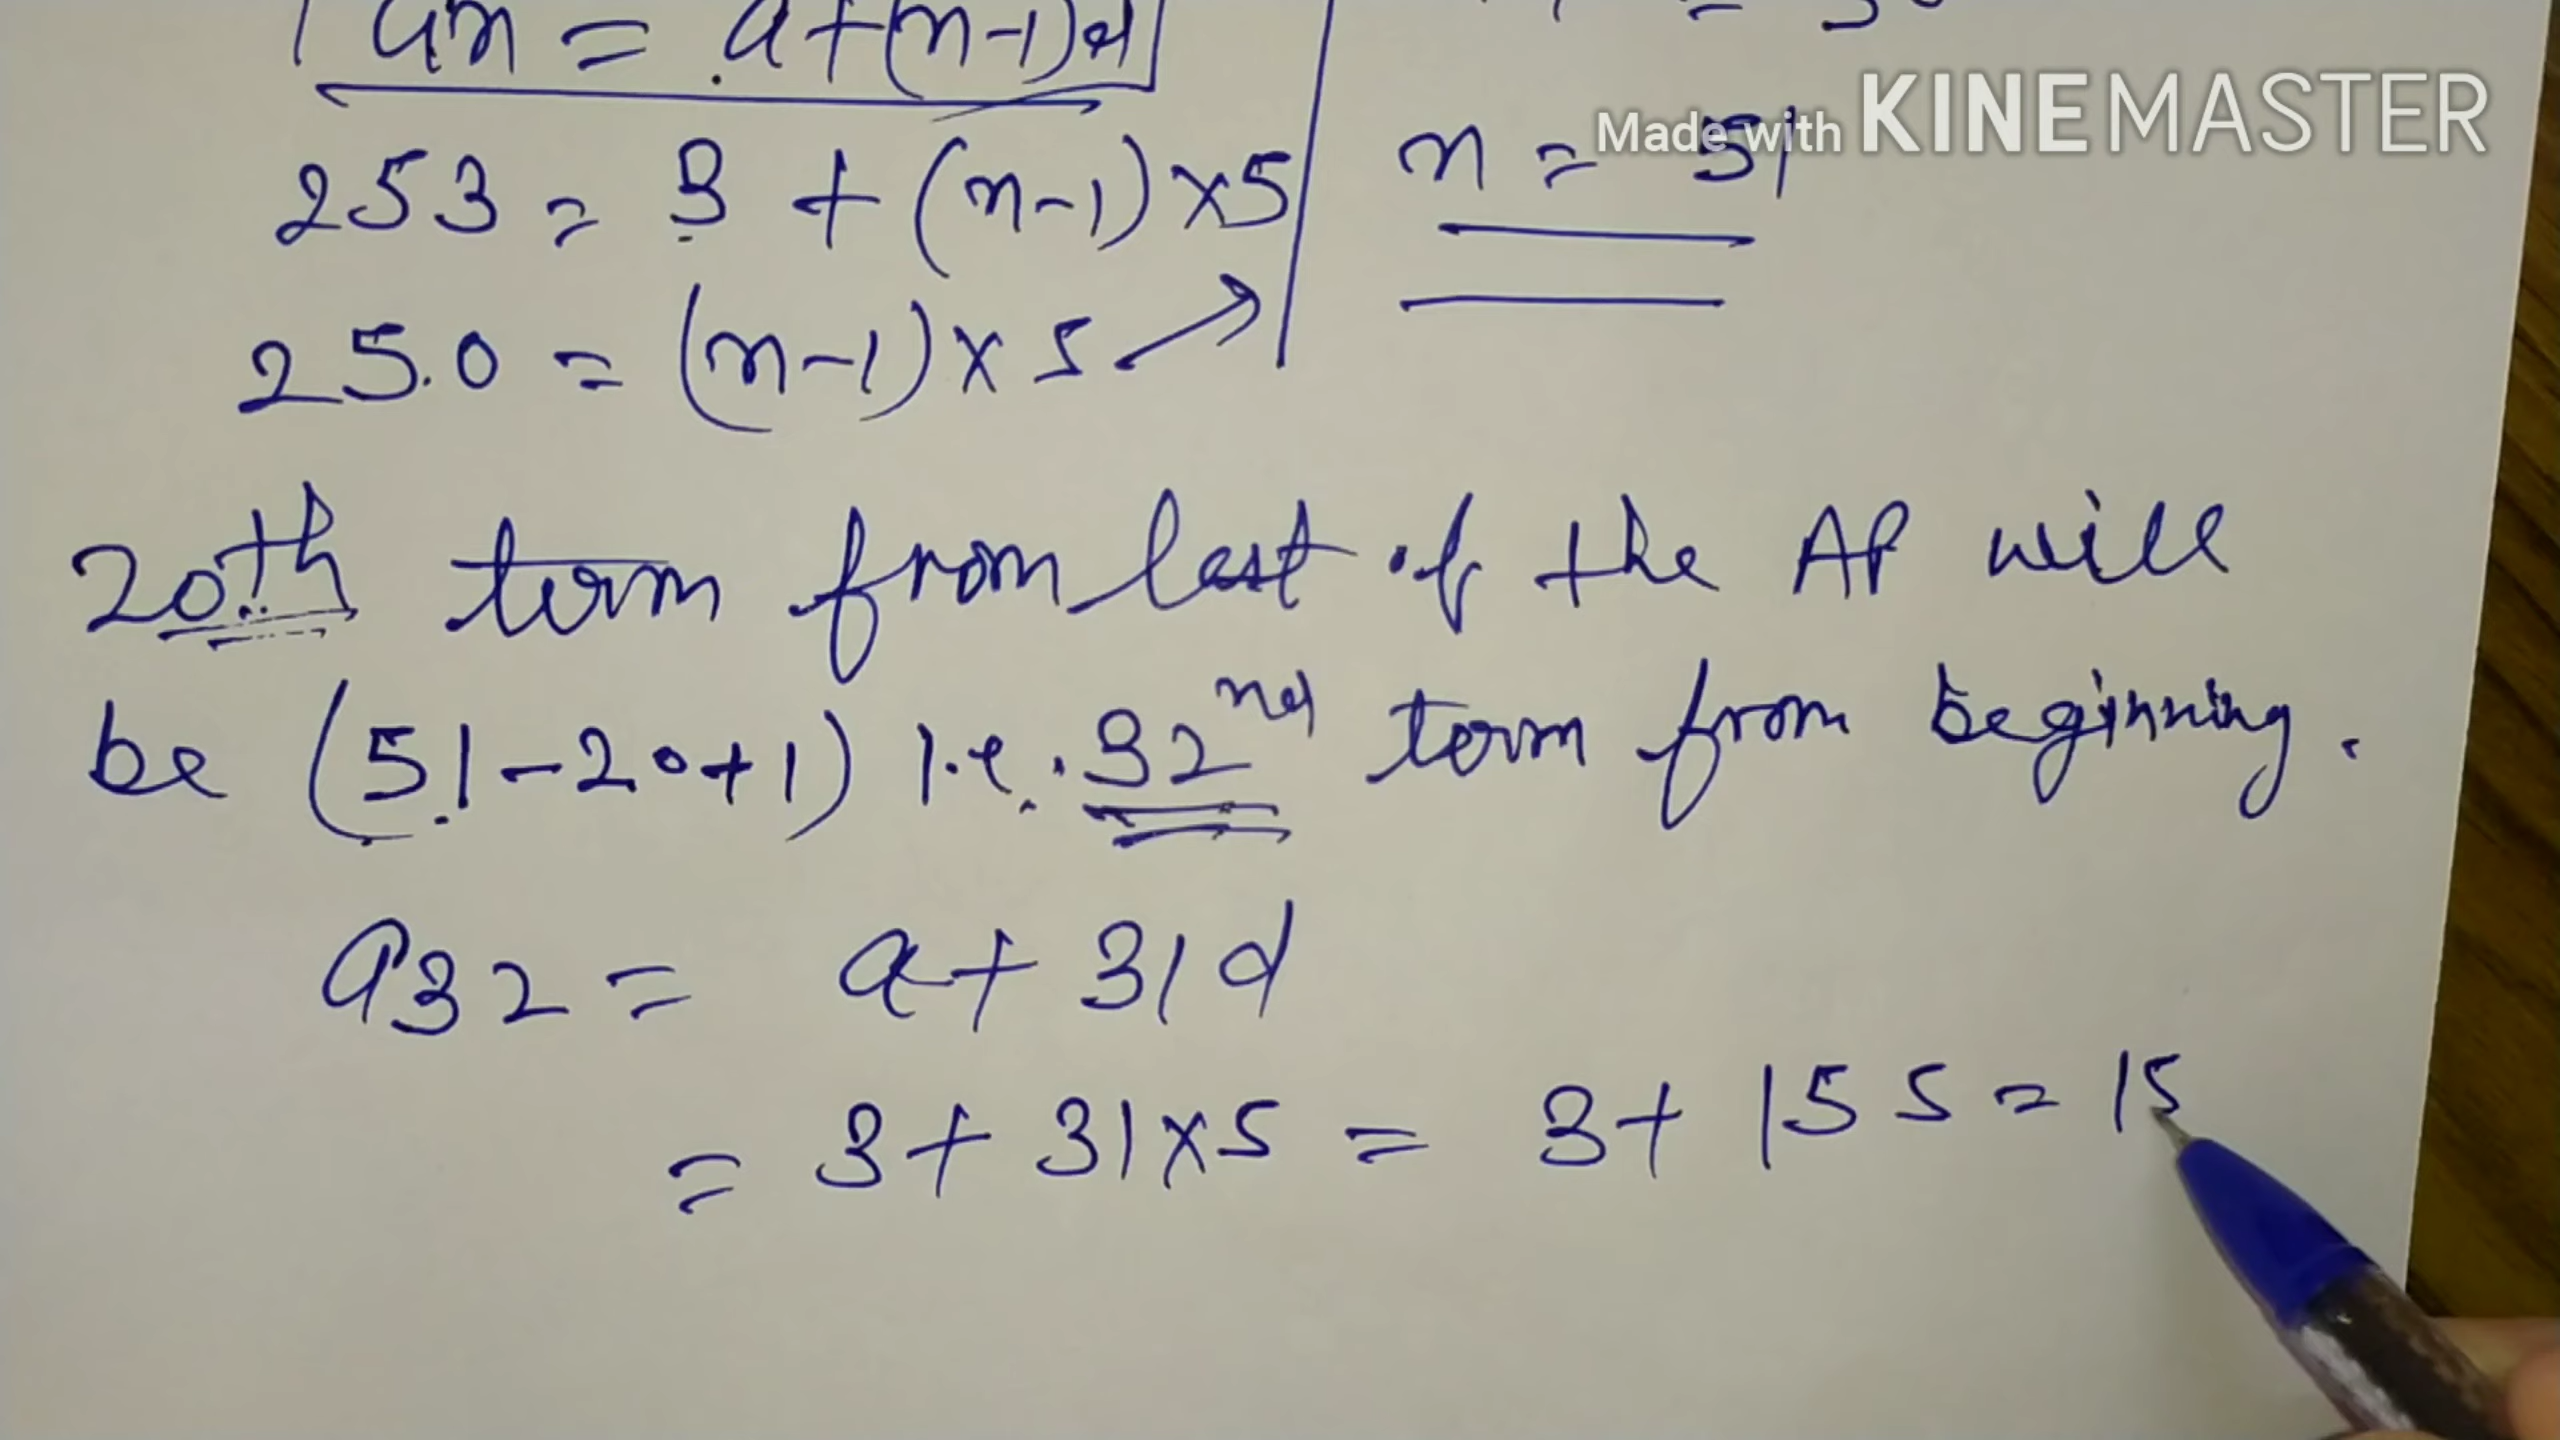 an = a+(n-1)d
253 = 3 + (n-1)×5
250 = (n-1)×5
n = 51
Made with KINEMASTER
20th term from last of the AP will
be (51-20+1) i.e. 32nd term from beginning.
a32 = a+31d
= 3+31×5 = 3+155 = 15